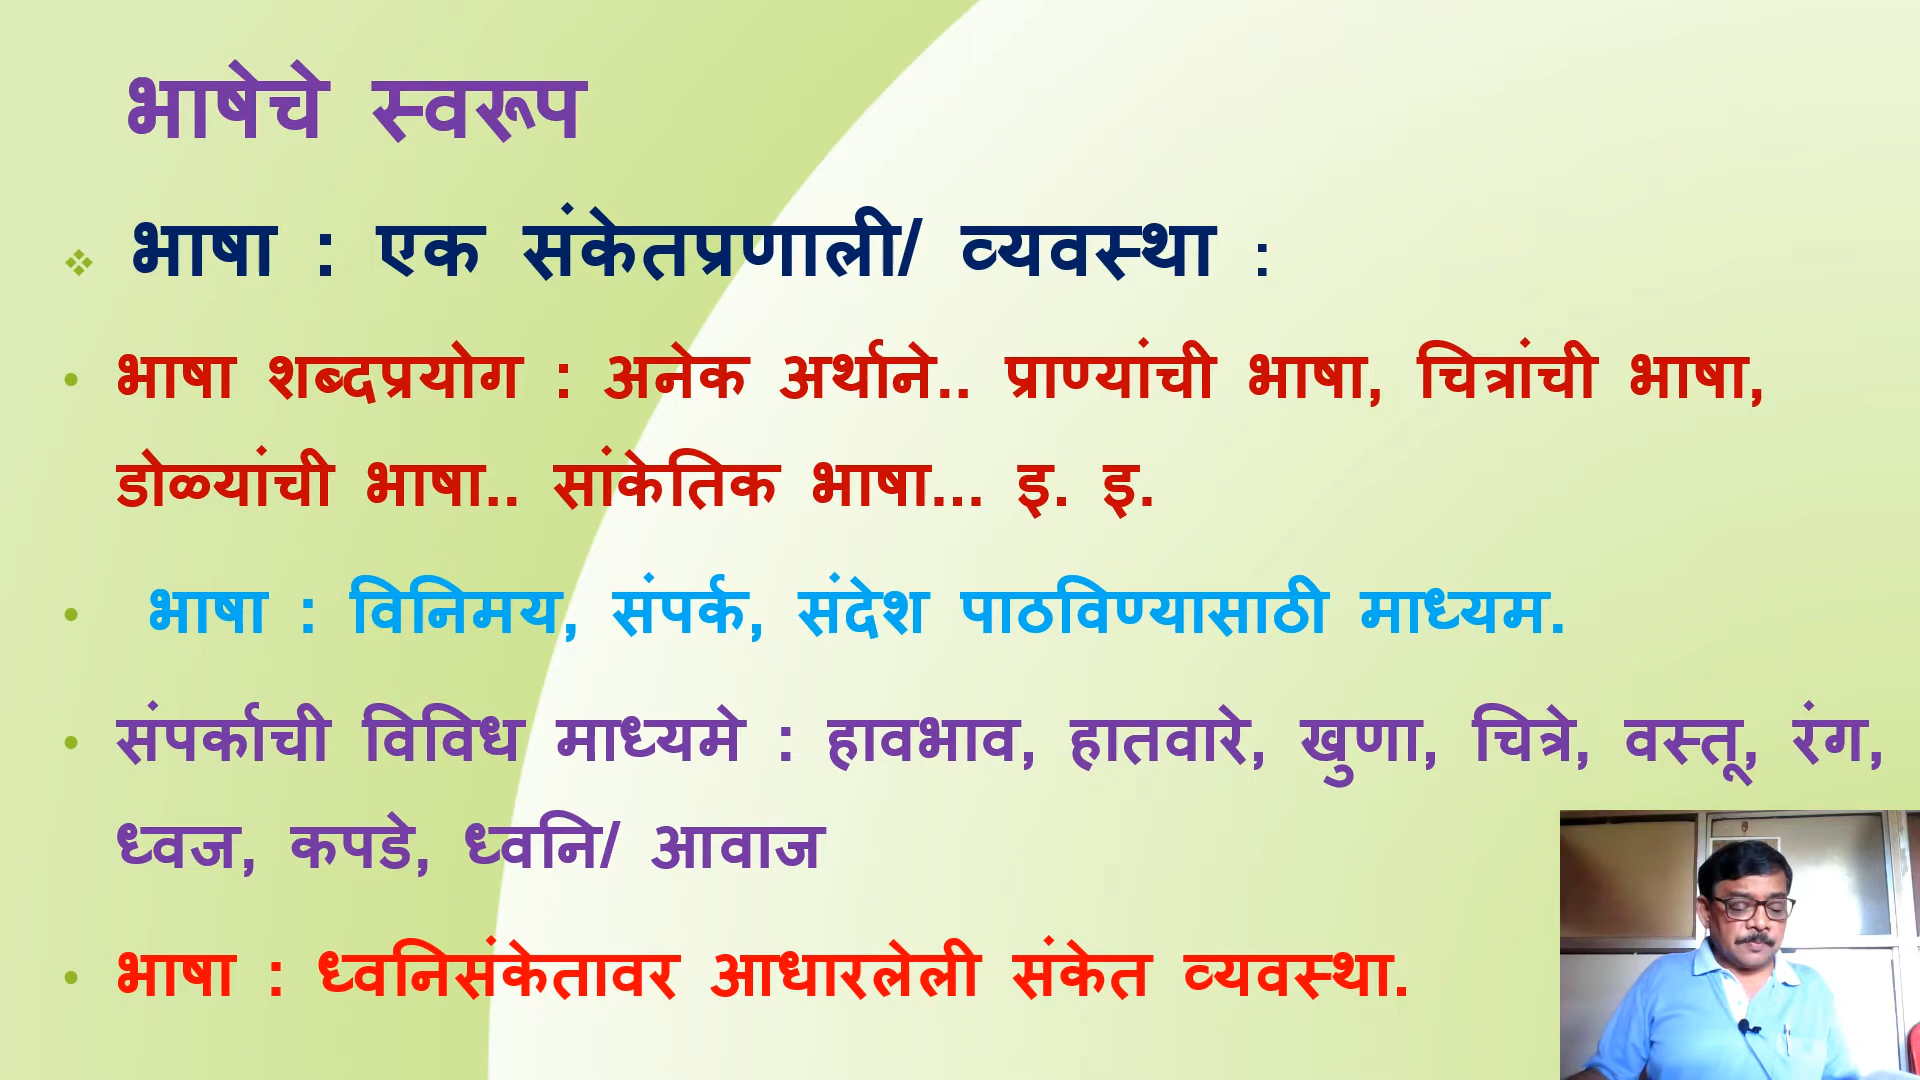 भाषेचे स्वरूप
भाषा : एक संकेतप्रणाली/ व्यवस्था :
भाषा शब्दप्रयोग : अनेक अर्थाने.. प्राण्यांची भाषा, चित्रांची भाषा,
डोळ्यांची भाषा.. सांकेतिक भाषा... इ. इ.
भाषा : विनिमय, संपर्क, संदेश पाठविण्यासाठी माध्यम.
संपर्काची विविध माध्यमे : हावभाव, हातवारे, खुणा, चित्रे, वस्तू, रंग,
ध्वज, कपडे, ध्वनि/ आवाज
भाषा : ध्वनिसंकेतावर आधारलेली संकेत व्यवस्था.